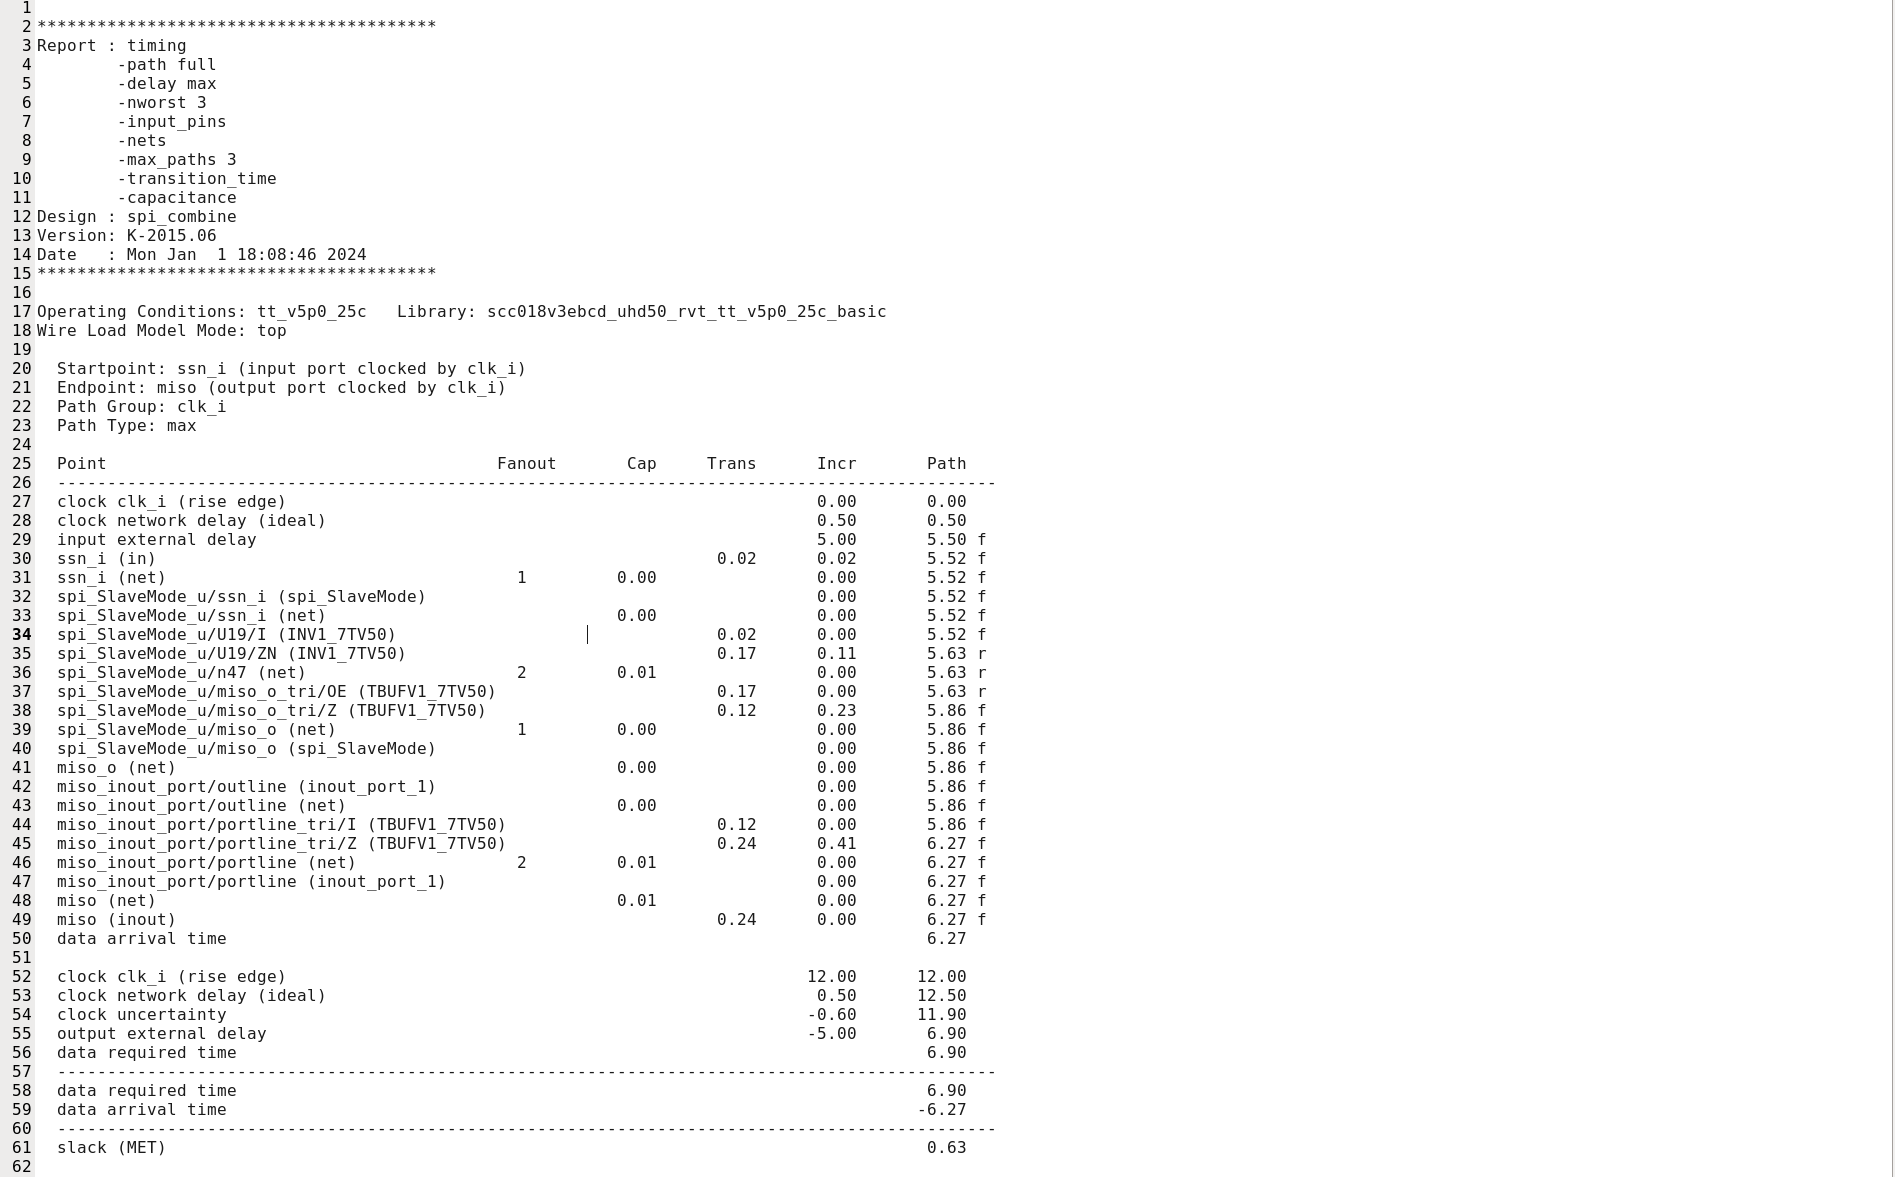 1
2 ****************************************
3 Report : timing
4         -path full
5         -delay max
6         -nworst 3
7         -input_pins
8         -nets
9         -max_paths 3
10         -transition_time
11         -capacitance
12 Design : spi_combine
13 Version: K-2015.06
14 Date   : Mon Jan  1 18:08:46 2024
15 ****************************************
16
17 Operating Conditions: tt_v5p0_25c   Library: scc018v3ebcd_uhd50_rvt_tt_v5p0_25c_basic
18 Wire Load Model Mode: top
19
20   Startpoint: ssn_i (input port clocked by clk_i)
21   Endpoint: miso (output port clocked by clk_i)
22   Path Group: clk_i
23   Path Type: max
24
25   Point                                       Fanout       Cap     Trans      Incr       Path
26   ----------------------------------------------------------------------------------------------
27   clock clk_i (rise edge)                                                     0.00       0.00
28   clock network delay (ideal)                                                 0.50       0.50
29   input external delay                                                        5.00       5.50 f
30   ssn_i (in)                                                        0.02      0.02       5.52 f
31   ssn_i (net)                                   1         0.00                0.00       5.52 f
32   spi_SlaveMode_u/ssn_i (spi_SlaveMode)                                       0.00       5.52 f
33   spi_SlaveMode_u/ssn_i (net)                             0.00                0.00       5.52 f
34   spi_SlaveMode_u/U19/I (INV1_7TV50)                                0.02      0.00       5.52 f
35   spi_SlaveMode_u/U19/ZN (INV1_7TV50)                               0.17      0.11       5.63 r
36   spi_SlaveMode_u/n47 (net)                     2         0.01                0.00       5.63 r
37   spi_SlaveMode_u/miso_o_tri/OE (TBUFV1_7TV50)                      0.17      0.00       5.63 r
38   spi_SlaveMode_u/miso_o_tri/Z (TBUFV1_7TV50)                       0.12      0.23       5.86 f
39   spi_SlaveMode_u/miso_o (net)                  1         0.00                0.00       5.86 f
40   spi_SlaveMode_u/miso_o (spi_SlaveMode)                                      0.00       5.86 f
41   miso_o (net)                                            0.00                0.00       5.86 f
42   miso_inout_port/outline (inout_port_1)                                      0.00       5.86 f
43   miso_inout_port/outline (net)                           0.00                0.00       5.86 f
44   miso_inout_port/portline_tri/I (TBUFV1_7TV50)                     0.12      0.00       5.86 f
45   miso_inout_port/portline_tri/Z (TBUFV1_7TV50)                     0.24      0.41       6.27 f
46   miso_inout_port/portline (net)                2         0.01                0.00       6.27 f
47   miso_inout_port/portline (inout_port_1)                                     0.00       6.27 f
48   miso (net)                                              0.01                0.00       6.27 f
49   miso (inout)                                                      0.24      0.00       6.27 f
50   data arrival time                                                                      6.27
51
52   clock clk_i (rise edge)                                                    12.00      12.00
53   clock network delay (ideal)                                                 0.50      12.50
54   clock uncertainty                                                          -0.60      11.90
55   output external delay                                                      -5.00       6.90
56   data required time                                                                     6.90
57   ----------------------------------------------------------------------------------------------
58   data required time                                                                     6.90
59   data arrival time                                                                     -6.27
60   ----------------------------------------------------------------------------------------------
61   slack (MET)                                                                            0.63
62